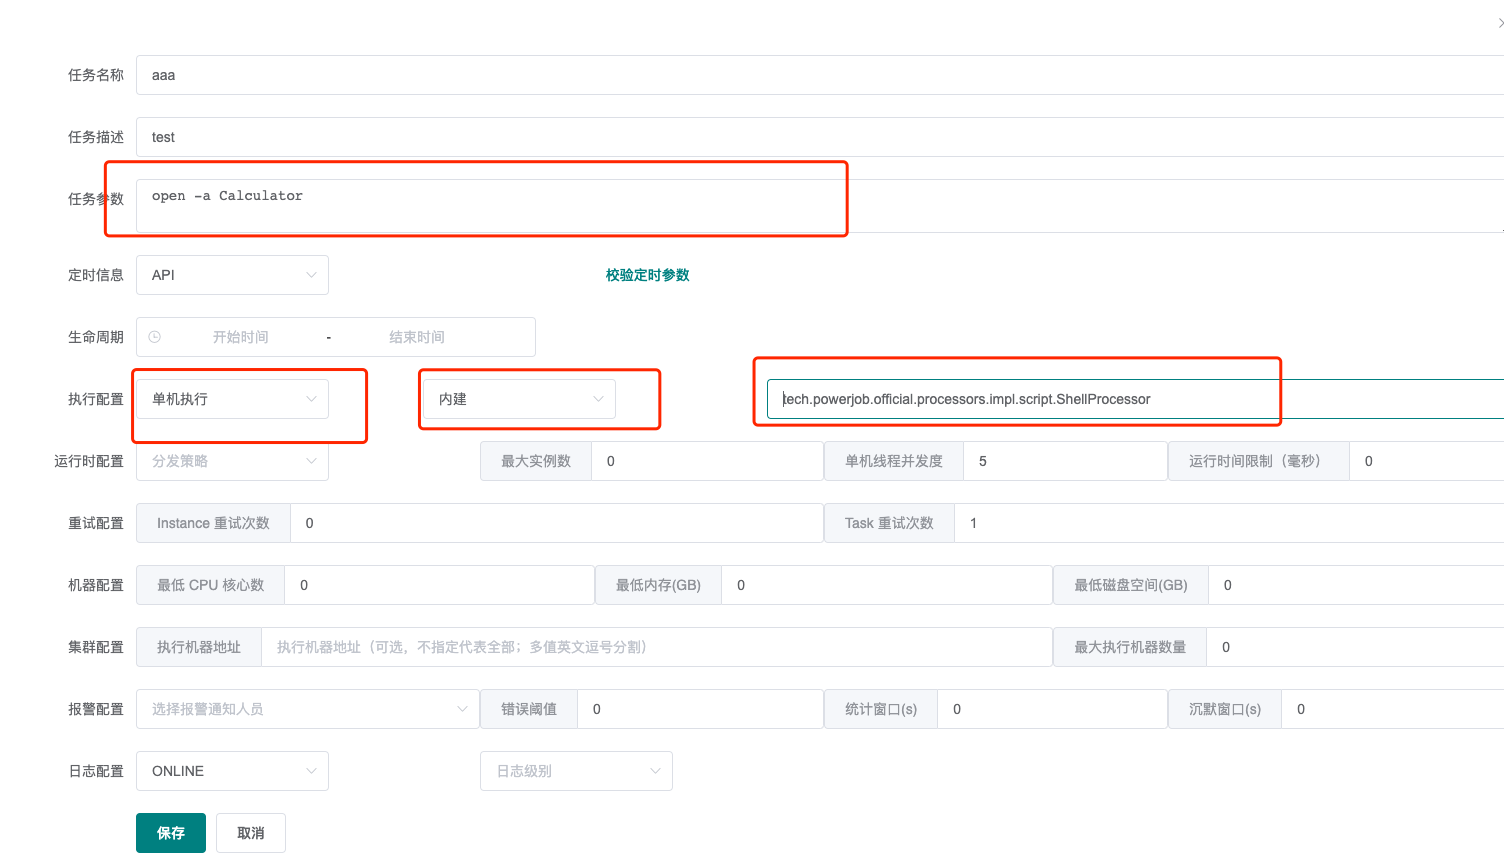 任务名称 aaa
任务描述 test
任务参数 open -a Calculator
定时信息 API 校验定时参数
生命周期 开始时间 - 结束时间
执行配置 单机执行 内建 tech.powerjob.official.processors.impl.script.ShellProcessor
运行时配置 分发策略 最大实例数 0 单机线程并发度 5 运行时间限制（毫秒） 0
重试配置 Instance 重试次数 0 Task 重试次数 1
机器配置 最低 CPU 核心数 0 最低内存(GB) 0 最低磁盘空间(GB) 0
集群配置 执行机器地址 执行机器地址（可选，不指定代表全部；多值英文逗号分割） 最大执行机器数量 0
报警配置 选择报警通知人员 错误阈值 0 统计窗口(s) 0 沉默窗口(s) 0
日志配置 ONLINE 日志级别
保存 取消